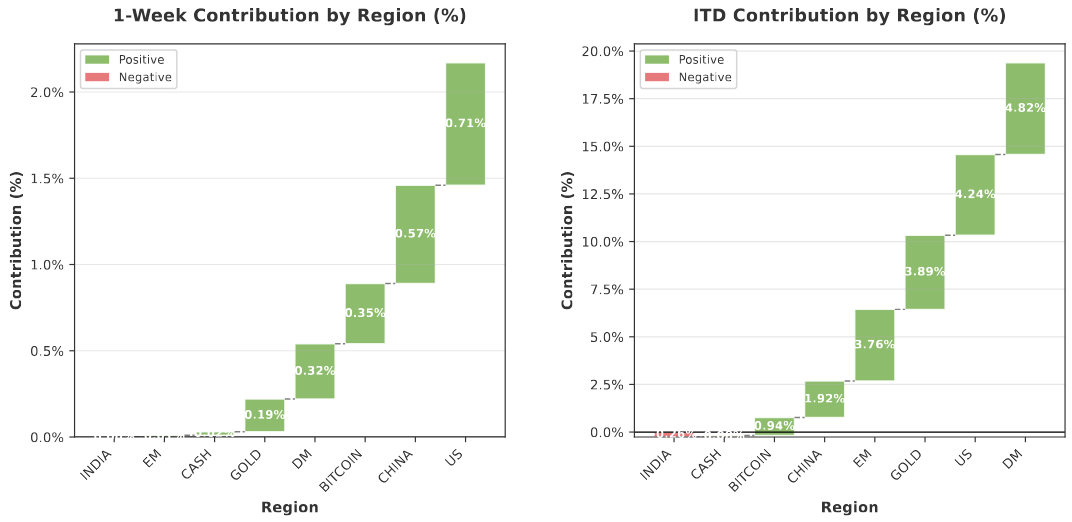 1-Week Contribution by Region (%)
Positive
Negative
2.0%
1.5%
1.0%
0.5%
0.0%
Contribution (%)
0.71%
0.57%
0.35%
0.32%
0.19%
0.02%
INDIA
EM
CASH
GOLD
DM
BITCOIN
CHINA
US
Region
ITD Contribution by Region (%)
Positive
Negative
20.0%
17.5%
15.0%
12.5%
10.0%
7.5%
5.0%
2.5%
0.0%
Contribution (%)
4.82%
4.24%
3.89%
3.76%
1.92%
0.94%
-0.26%
INDIA
CASH
BITCOIN
CHINA
EM
GOLD
US
DM
Region